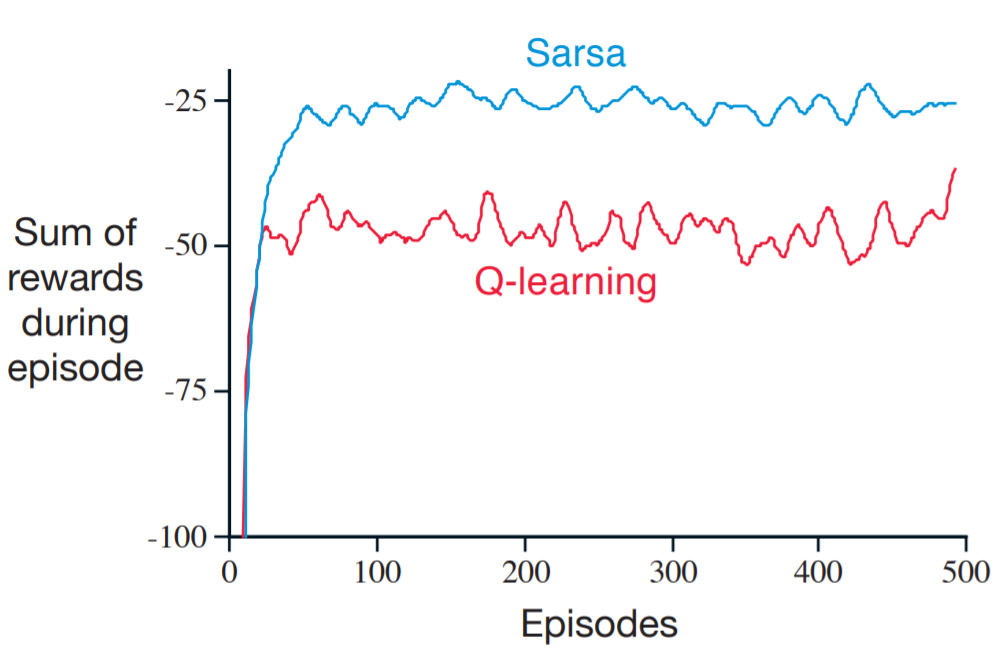 Sarsa
-25
Sum of
rewards
during
episode
-50
Q-learning
-75
-100
0 100 200 300 400 500
Episodes